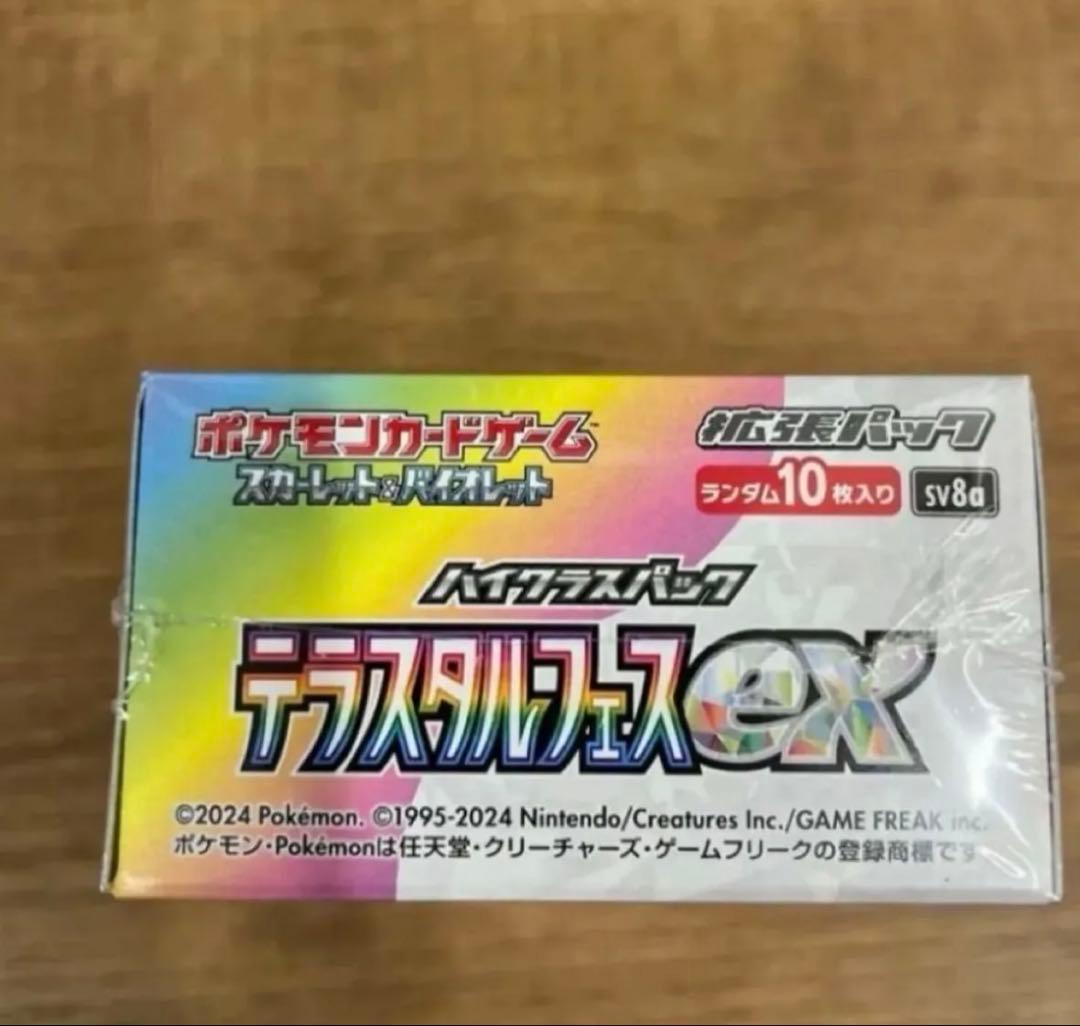 ポケモンカードゲーム™
スカーレット&バイオレット
拡張パック
ランダム10枚入り SV8a
ハイクラスパック
テラスタルフェスex
©2024 Pokémon. ©1995-2024 Nintendo/Creatures Inc./GAME FREAK inc.
ポケモン・Pokémonは任天堂・クリーチャーズ・ゲームフリークの登録商標です